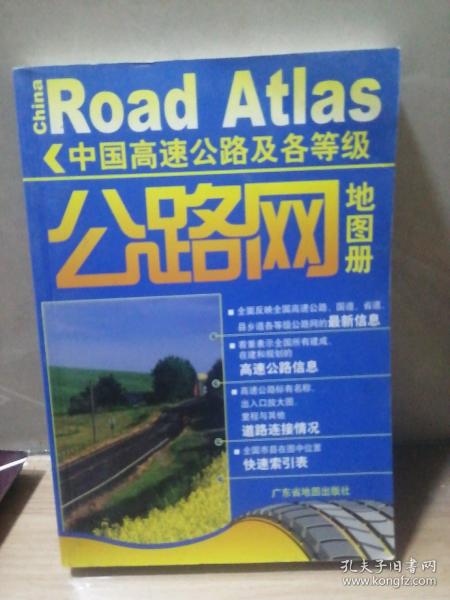 China
Road Atlas
中国高速公路及各等级
公路网
地图册
全面反映全国高速公路、国道、省道、
县乡道各等级公路网的最新信息
着重表示全国所有建成、
在建和规划的
高速公路信息
高速公路标有名称、
出入口放大图、
里程与其他
道路连接情况
全国市县在图中位置
快速索引表
广东省地图出版社
孔夫子旧书网
www.kongfz.com